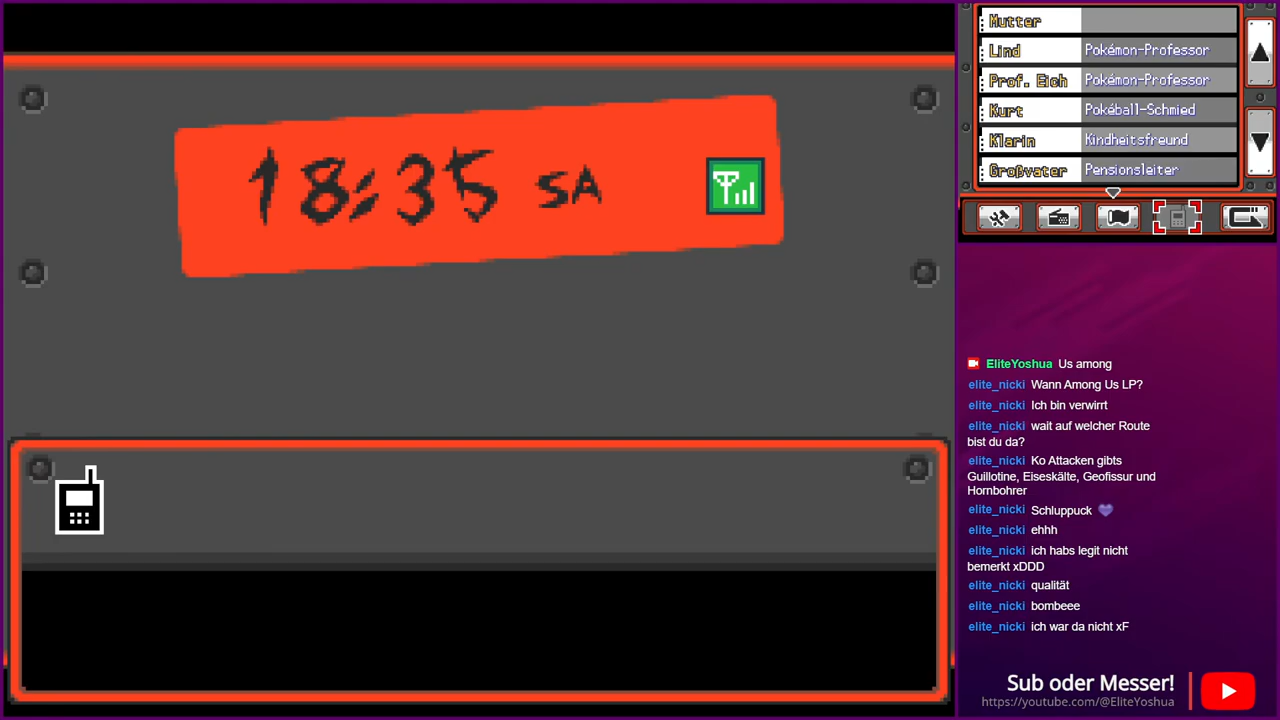 18:35 SA
Mutter
Lind Pokémon-Professor
Prof. Eich Pokémon-Professor
Kurt Pokéball-Schmied
Klarin Kindheitsfreund
Großvater Pensionsleiter
EliteYoshua Us among
elite_nicki Wann Among Us LP?
elite_nicki Ich bin verwirrt
elite_nicki wait auf welcher Route
bist du da?
elite_nicki Ko Attacken gibts
Guillotine, Eiseskälte, Geofissur und
Hornbohrer
elite_nicki Schluppuck 💜
elite_nicki ehhh
elite_nicki ich habs legit nicht
bemerkt xDDD
elite_nicki qualität
elite_nicki bombeee
elite_nicki ich war da nicht xF
Sub oder Messer!
https://youtube.com/@EliteYoshua